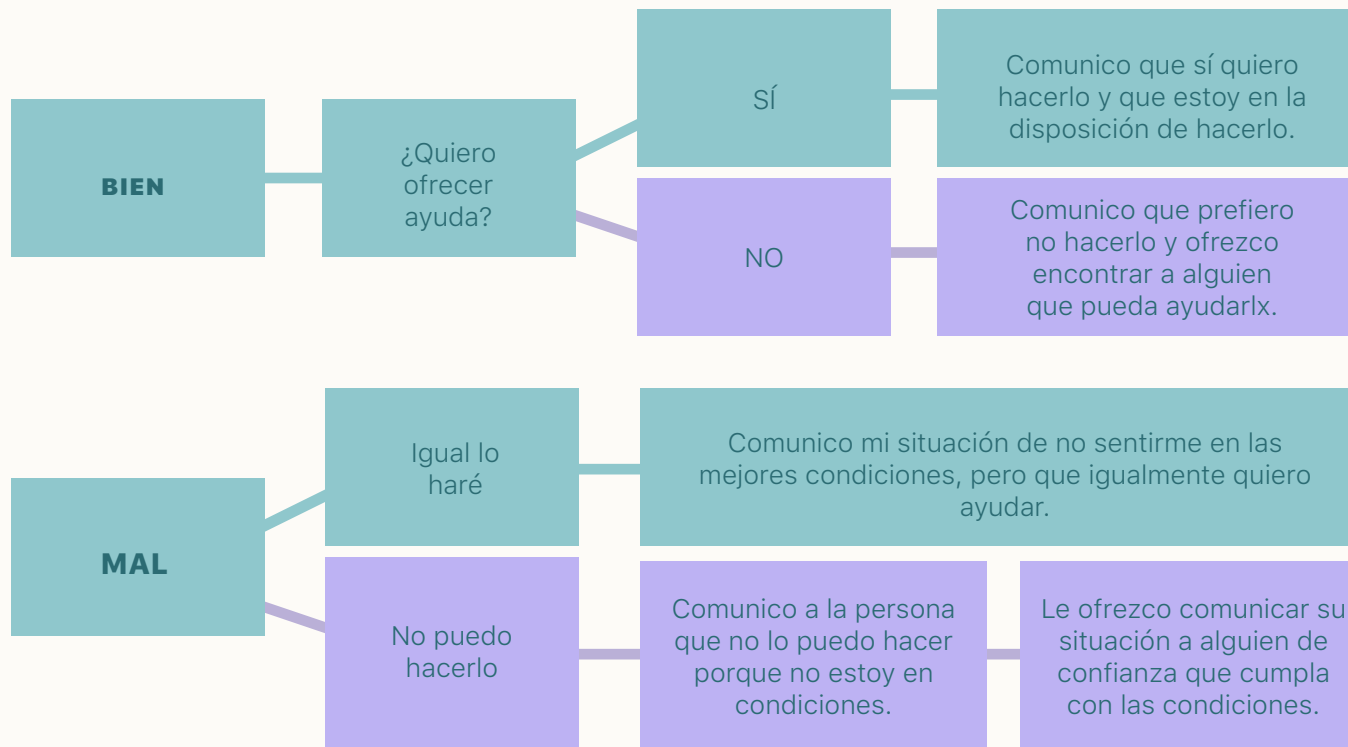 BIEN
¿Quiero
ofrecer
ayuda?
SÍ
Comunico que sí quiero
hacerlo y que estoy en la
disposición de hacerlo.
NO
Comunico que prefiero
no hacerlo y ofrezco
encontrar a alguien
que pueda ayudarlx.
MAL
Igual lo
haré
Comunico mi situación de no sentirme en las
mejores condiciones, pero que igualmente quiero
ayudar.
No puedo
hacerlo
Comunico a la persona
que no lo puedo hacer
porque no estoy en
condiciones.
Le ofrezco comunicar su
situación a alguien de
confianza que cumpla
con las condiciones.